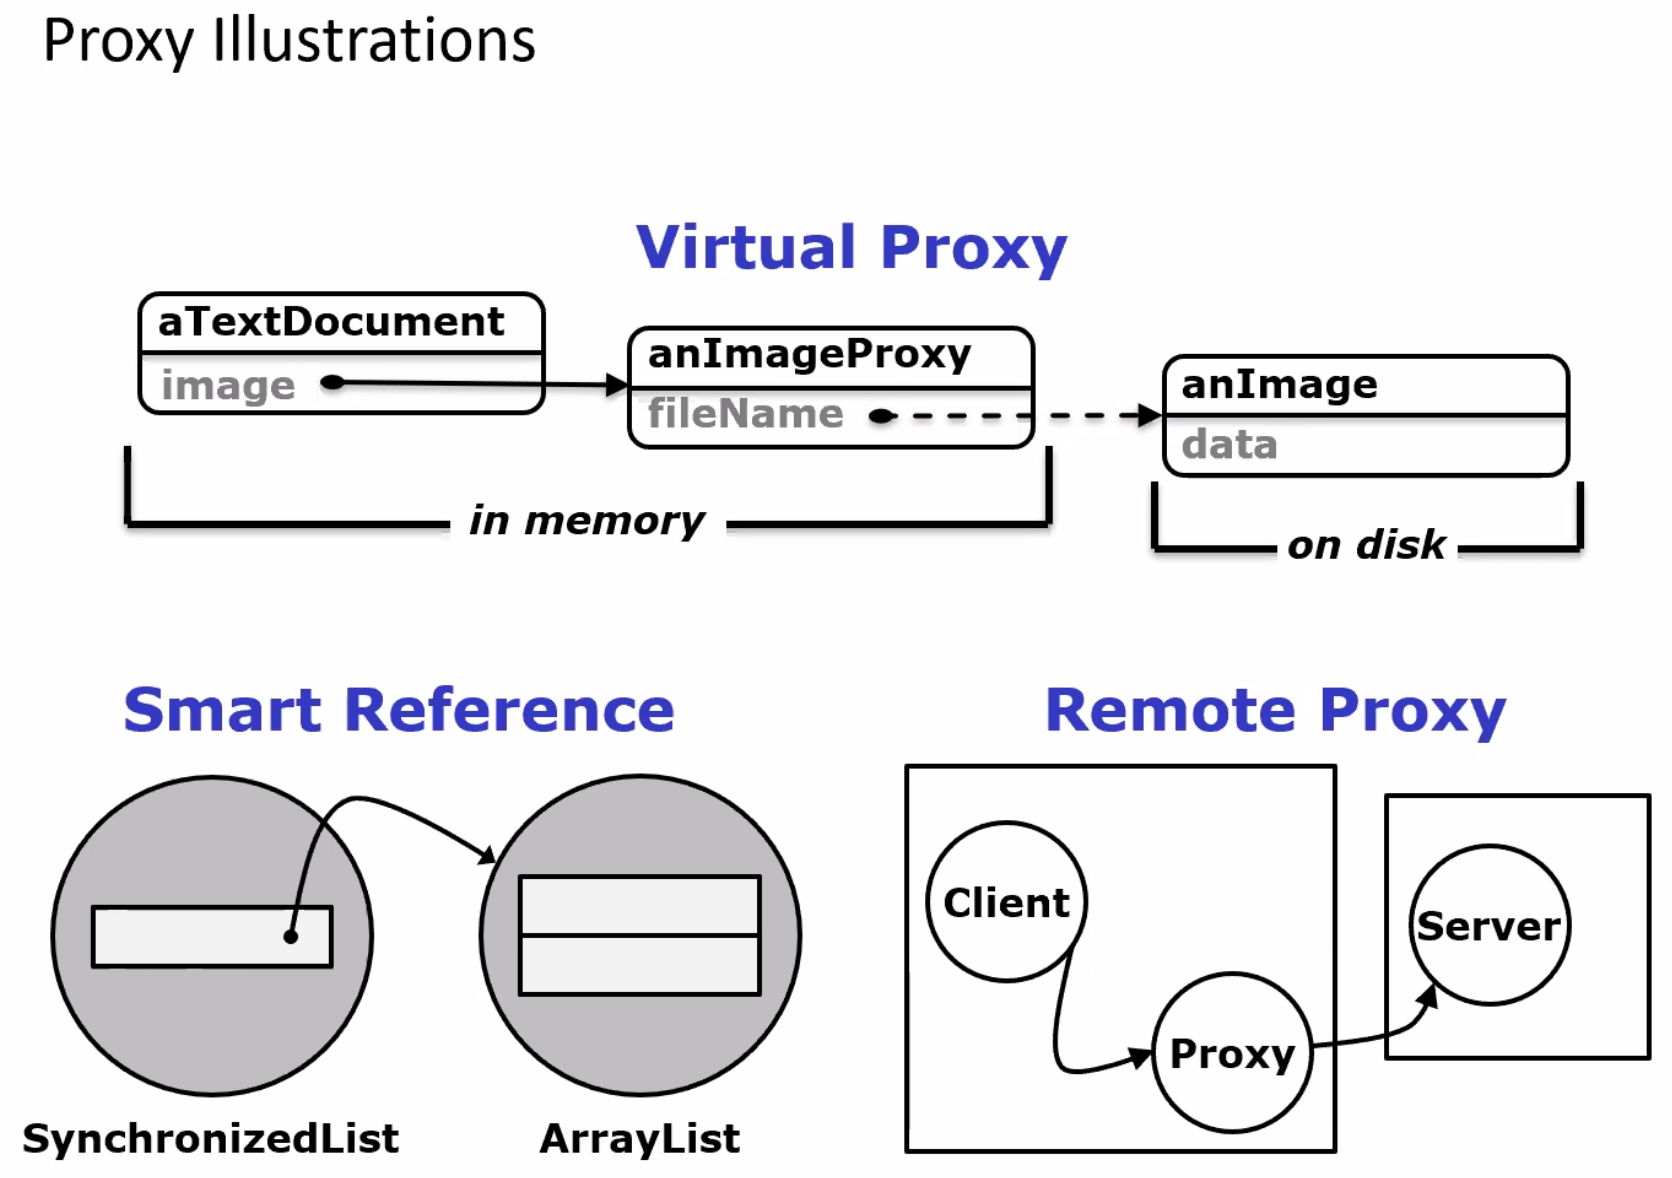 Proxy Illustrations
Virtual Proxy
aTextDocument
image
anImageProxy
fileName
anImage
data
in memory
on disk
Smart Reference
SynchronizedList
ArrayList
Remote Proxy
Client
Proxy
Server